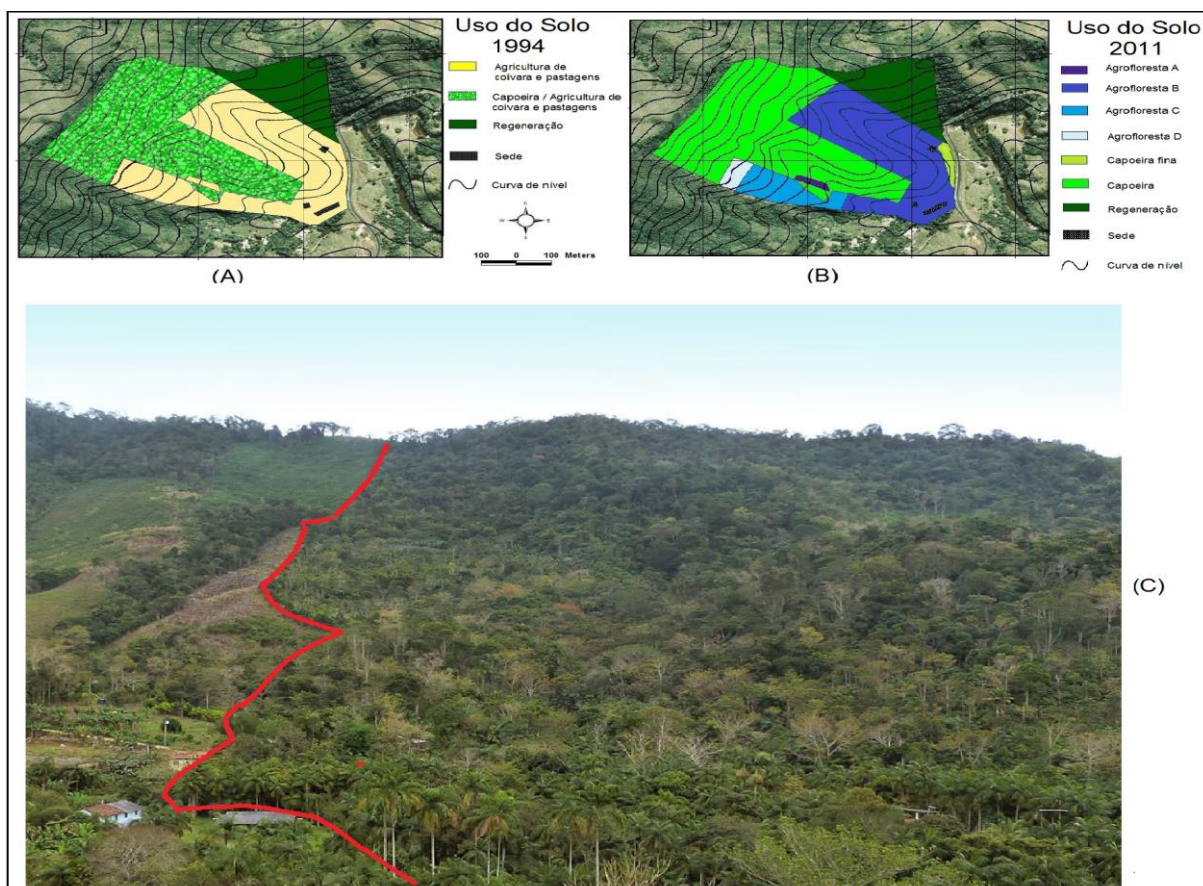 Uso do Solo
1994
Agricultura de
coivara e pastagens
Capoeira / Agricultura de
coivara e pastagens
Regeneração
Sede
Curva de nível
N
W E
S
100 0 100 Meters
(A)
Uso do Solo
2011
Agrofloresta A
Agrofloresta B
Agrofloresta C
Agrofloresta D
Capoeira fina
Capoeira
Regeneração
Sede
Curva de nível
(B)
(C)